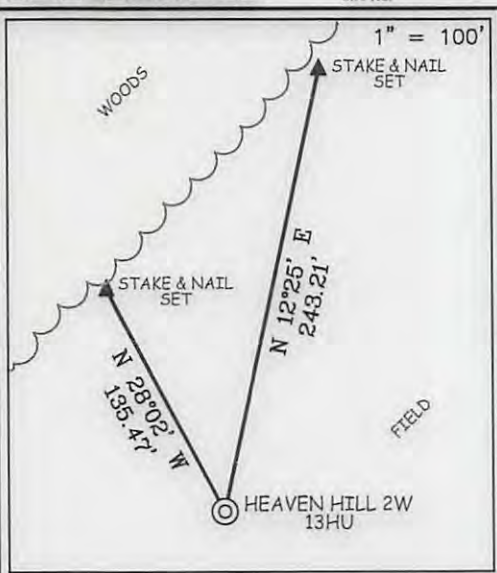 1" = 100'
STAKE & NAIL
SET
WOODS
STAKE & NAIL
SET
N 12°25' E
243.21'
N 28°02' W
135.47'
FIELD
HEAVEN HILL 2W
13HU